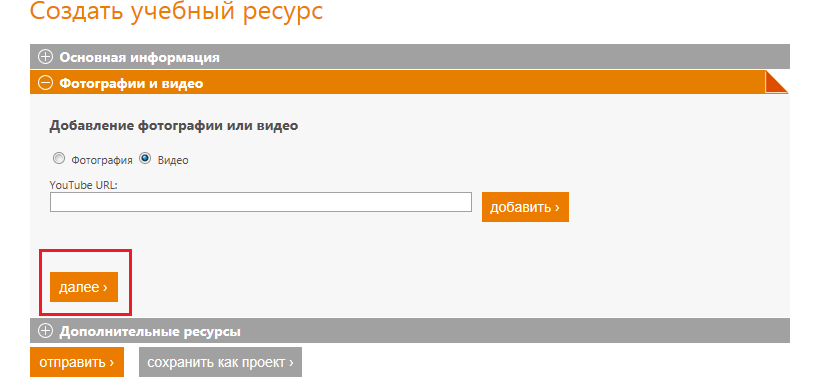 Создать учебный ресурс
Основная информация
Фотографии и видео
Добавление фотографии или видео
Фотография Видео
YouTube URL:
добавить ›
далее ›
Дополнительные ресурсы
отправить › сохранить как проект ›